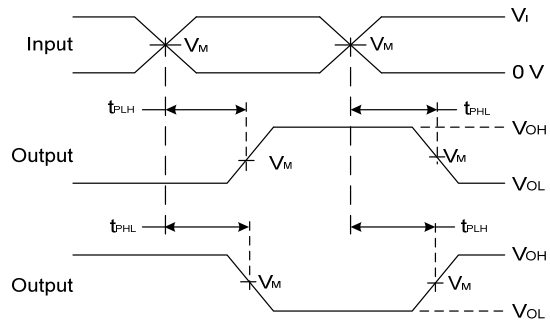 VI
Input VM VM
0 V
tPLH tPHL
VOH
Output VM VM
VOL
tPHL tPLH
VOH
Output VM VM
VOL